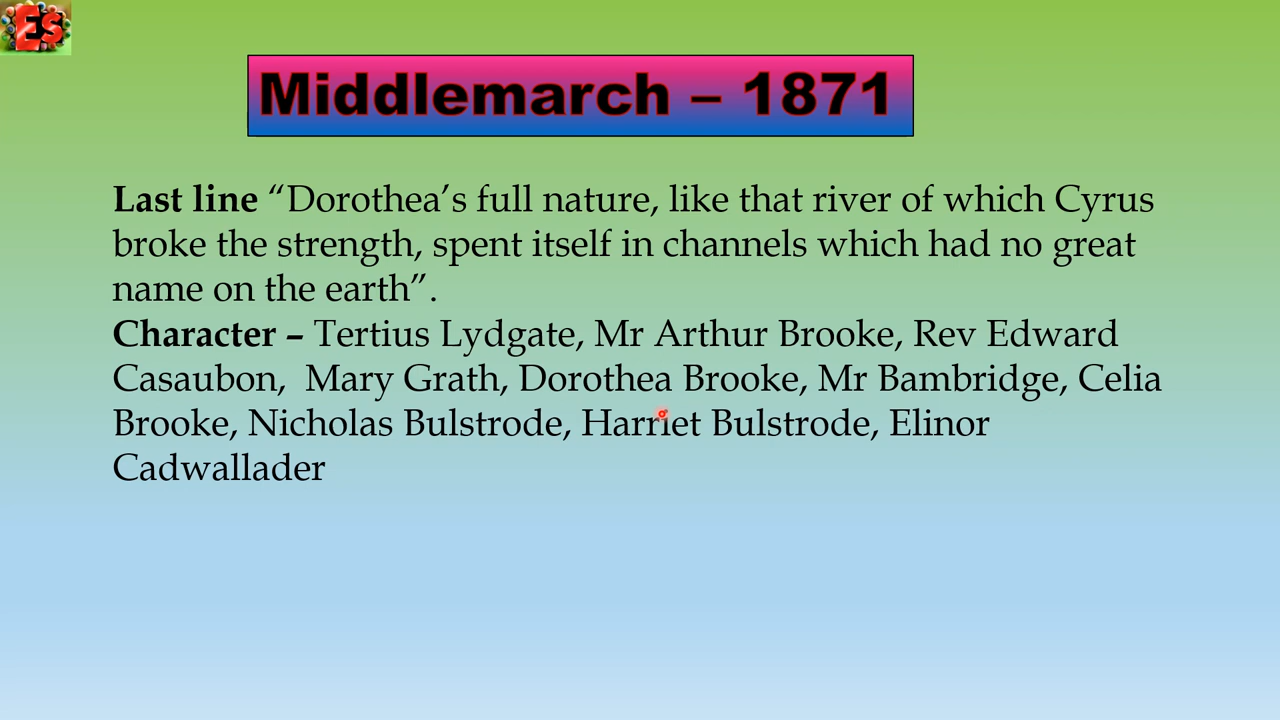 ES
Middlemarch – 1871
Last line “Dorothea’s full nature, like that river of which Cyrus
broke the strength, spent itself in channels which had no great
name on the earth”.
Character – Tertius Lydgate, Mr Arthur Brooke, Rev Edward
Casaubon,  Mary Grath, Dorothea Brooke, Mr Bambridge, Celia
Brooke, Nicholas Bulstrode, Harriet Bulstrode, Elinor
Cadwallader